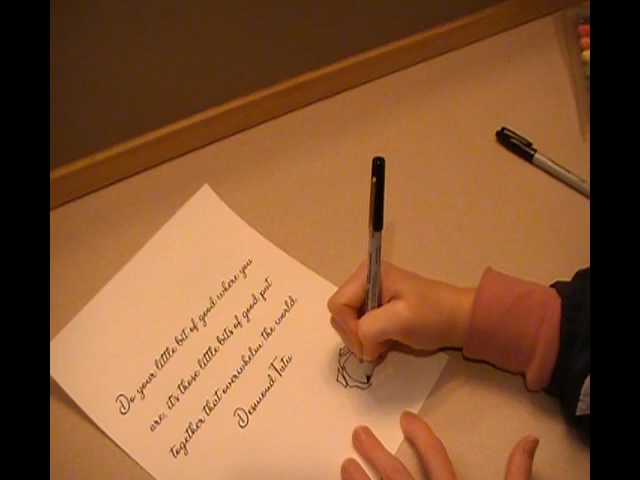 Do your little bit of good where you
are; it's those little bits of good put
together that overwhelm the world.
Desmond Tutu